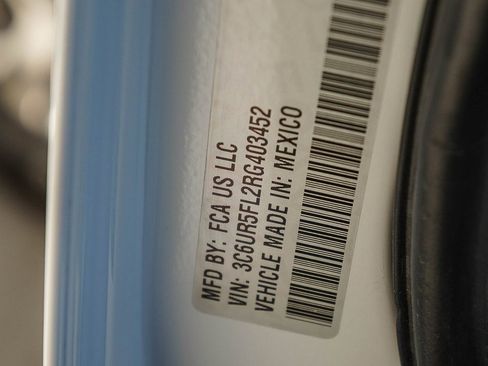 MFD BY: FCA US LLC
VIN: 3C6UR5FL2RG403452
VEHICLE MADE IN: MEXICO